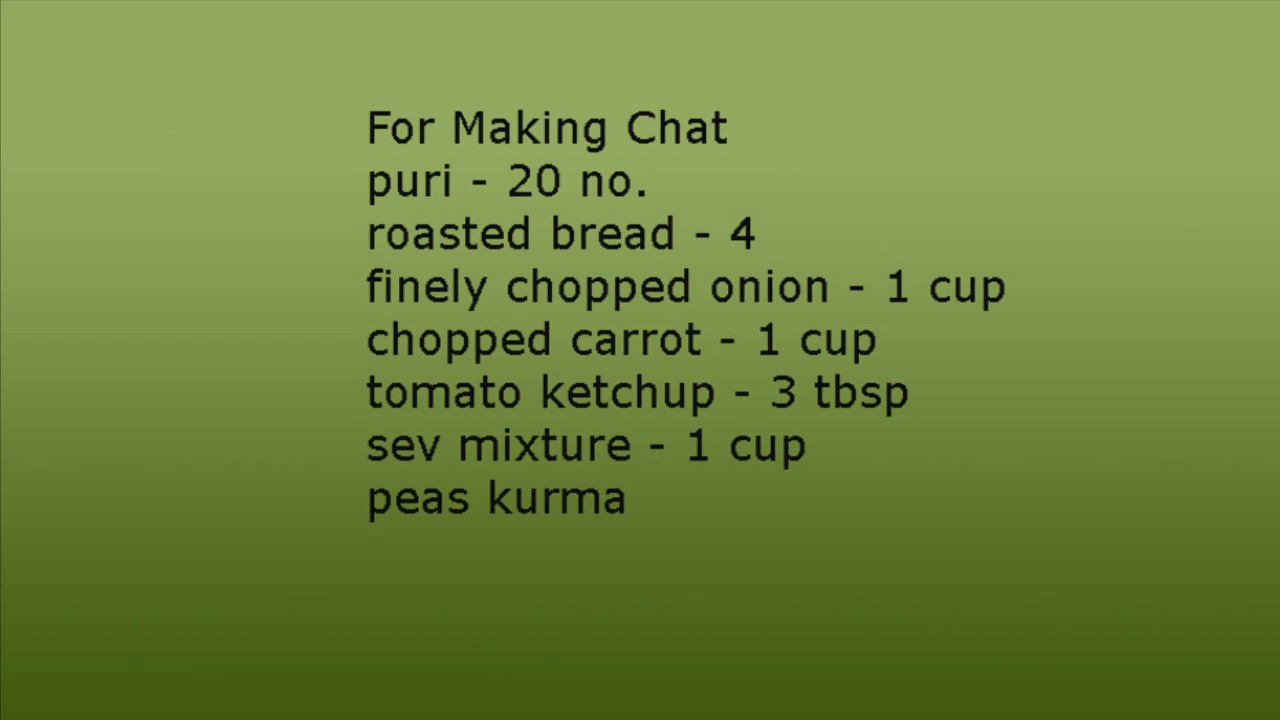 For Making Chat
puri - 20 no.
roasted bread - 4
finely chopped onion - 1 cup
chopped carrot - 1 cup
tomato ketchup - 3 tbsp
sev mixture - 1 cup
peas kurma